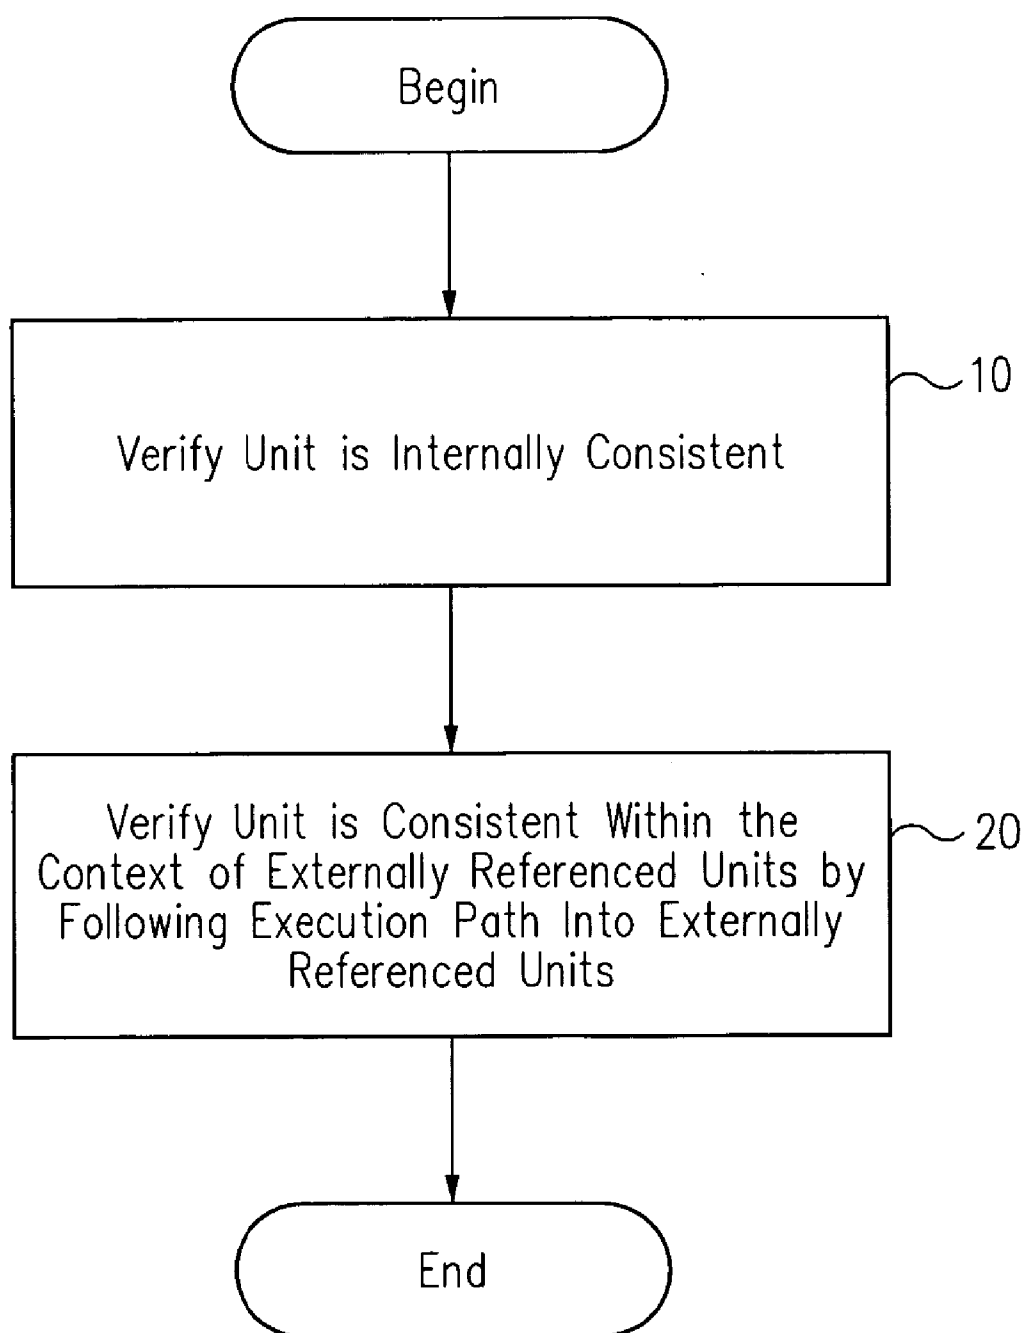 Begin
10
Verify Unit is Internally Consistent
Verify Unit is Consistent Within the
20
Context of Externally Referenced Units by
Following Execution Path Into Externally
Referenced Units
End